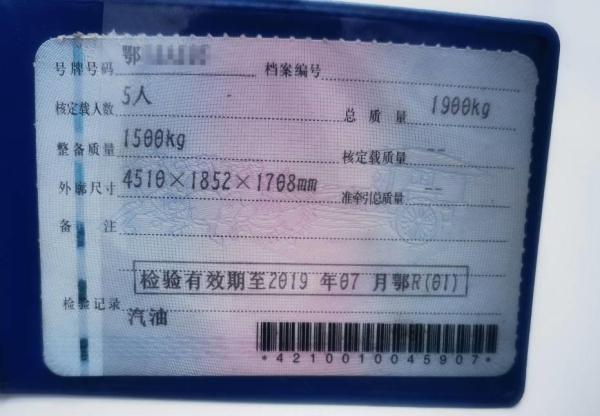 号牌号码 鄂 档案编号
核定载人数 5人 总质量 1900kg
整备质量 1500kg 核定载质量 --
外廓尺寸 4510×1852×1708mm 准牵引总质量 --
备注
检验有效期至2019 年07 月鄂R(01)
检验记录
汽油
*4210010045907*